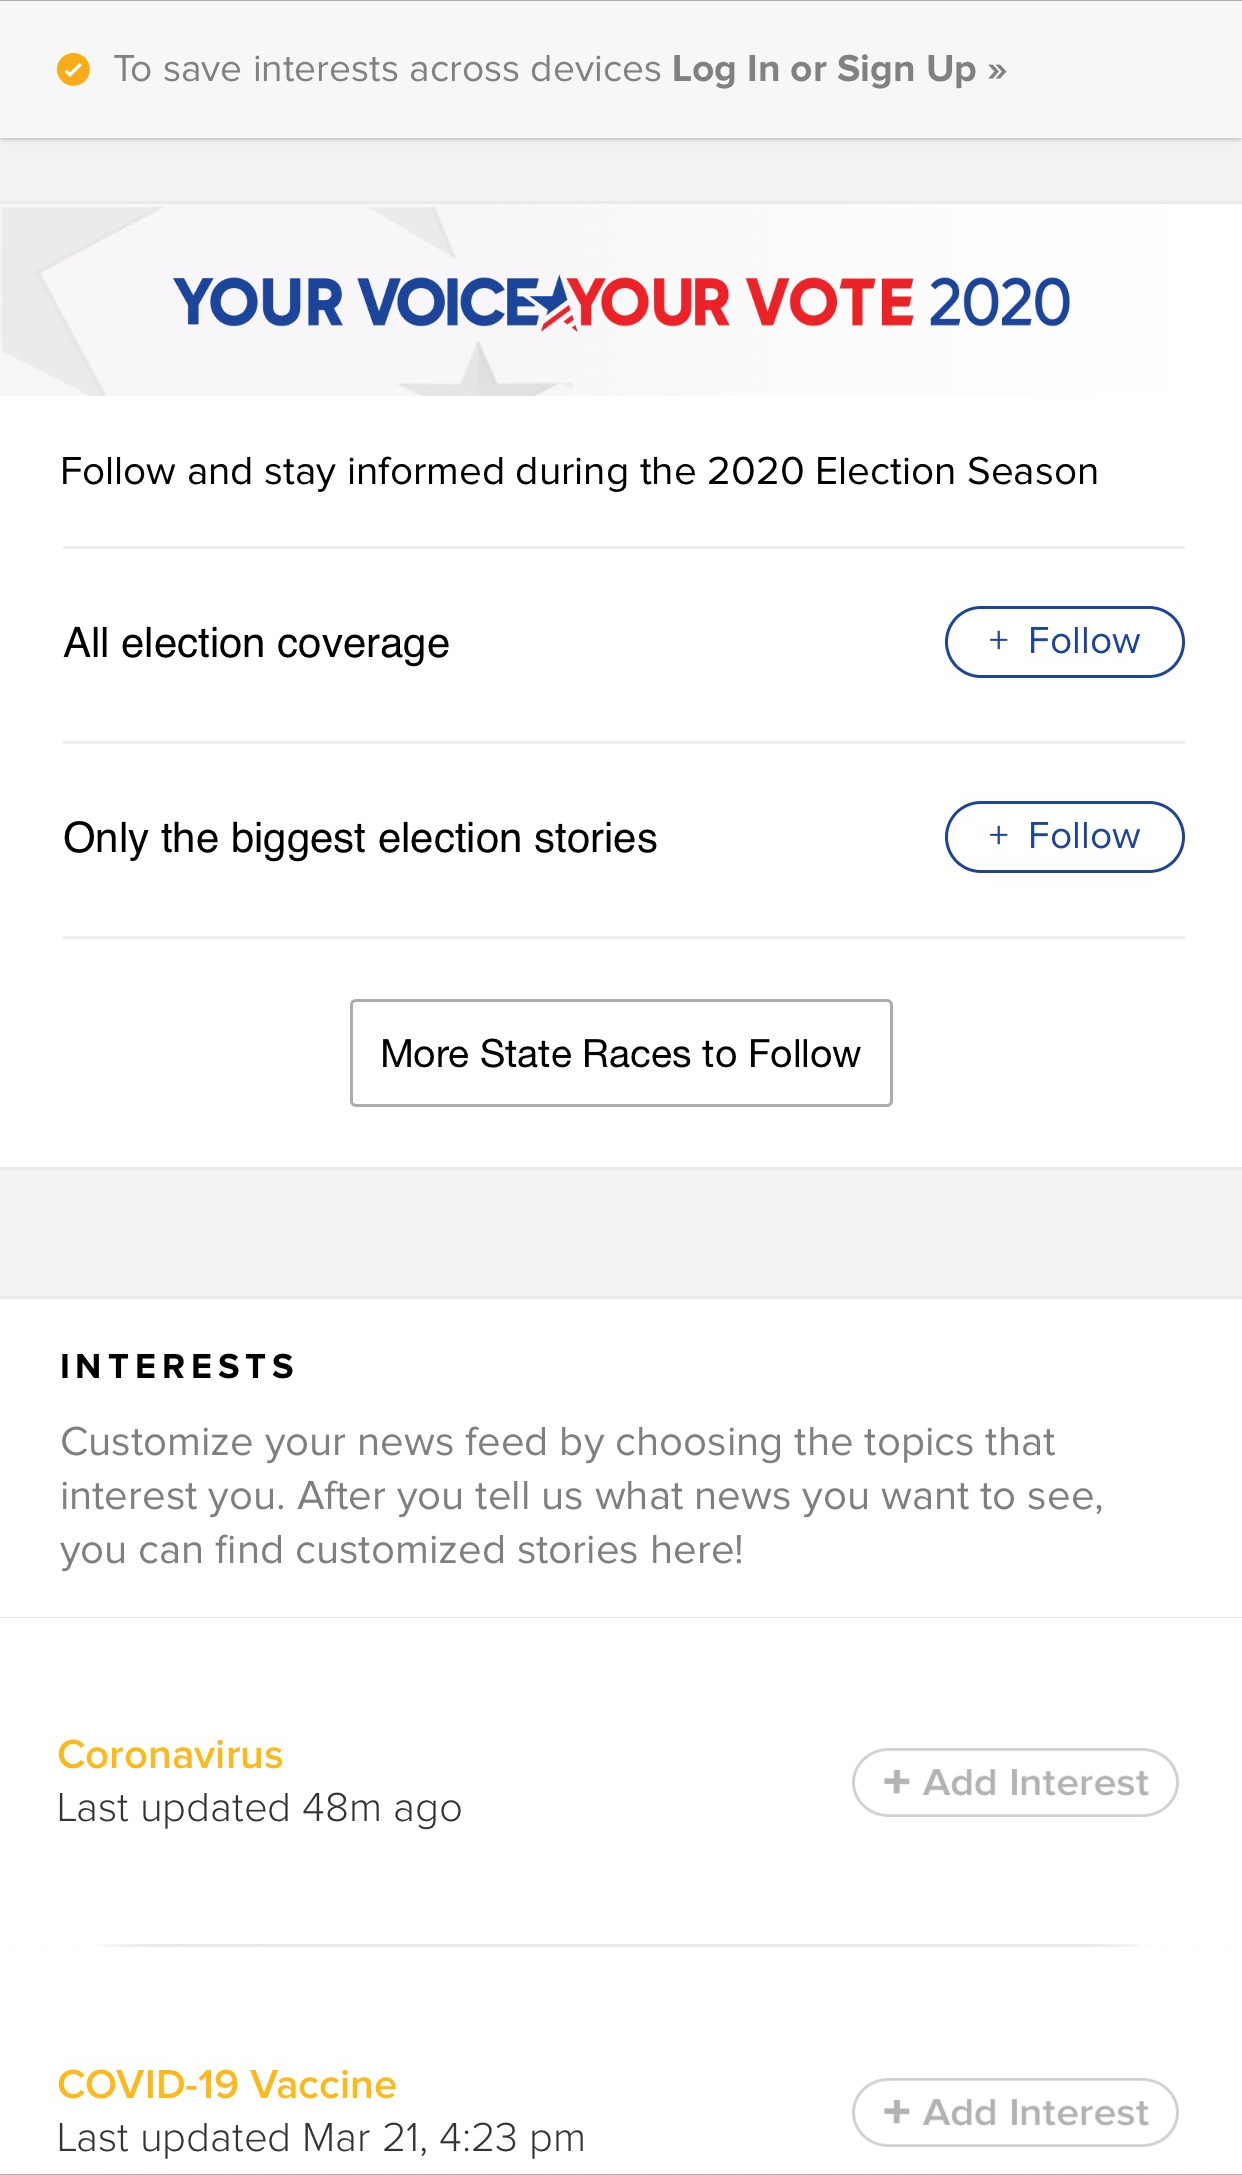 To save interests across devices Log In or Sign Up »
YOUR VOICE YOUR VOTE 2020
Follow and stay informed during the 2020 Election Season
All election coverage
+ Follow
Only the biggest election stories
+ Follow
More State Races to Follow
INTERESTS
Customize your news feed by choosing the topics that
interest you. After you tell us what news you want to see,
you can find customized stories here!
Coronavirus
Last updated 48m ago
+ Add Interest
COVID-19 Vaccine
Last updated Mar 21, 4:23 pm
+ Add Interest